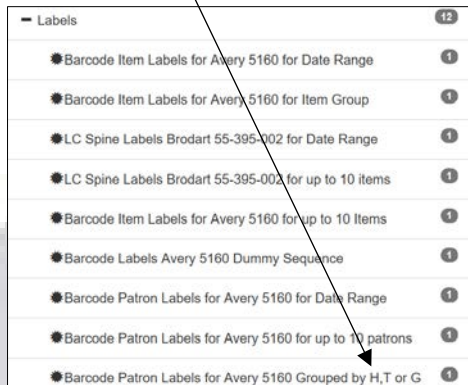 Labels 12
Barcode Item Labels for Avery 5160 for Date Range 1
Barcode Item Labels for Avery 5160 for Item Group 1
LC Spine Labels Brodart 55-395-002 for Date Range 1
LC Spine Labels Brodart 55-395-002 for up to 10 items 1
Barcode Item Labels for Avery 5160 for up to 10 Items 1
Barcode Labels Avery 5160 Dummy Sequence 1
Barcode Patron Labels for Avery 5160 for Date Range 1
Barcode Patron Labels for Avery 5160 for up to 10 patrons 1
Barcode Patron Labels for Avery 5160 Grouped by H,T or G 1